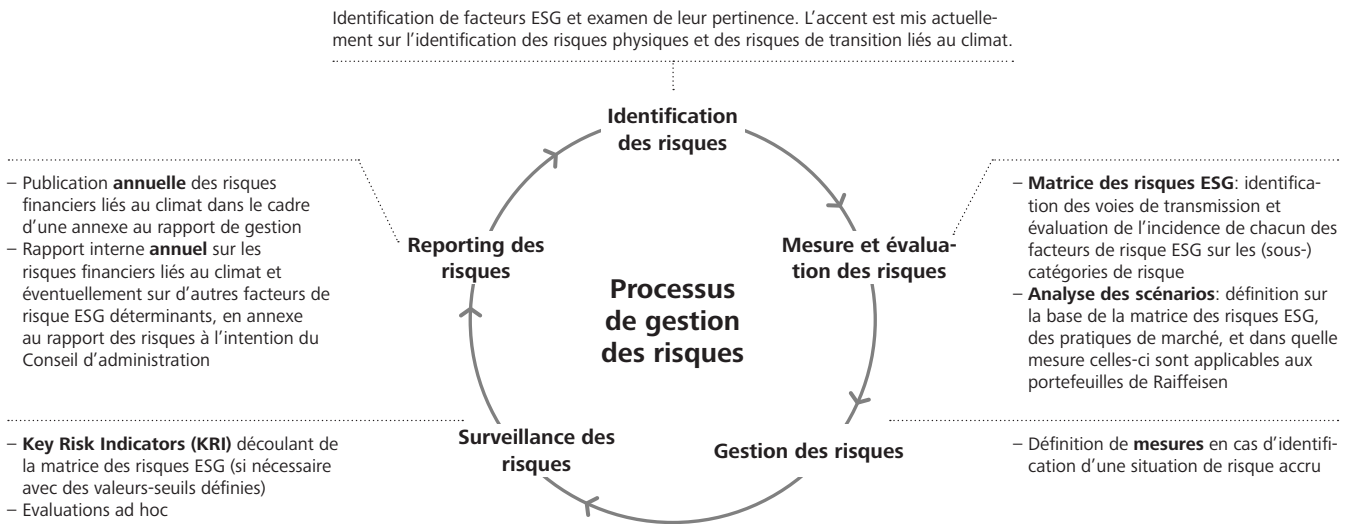 Identification de facteurs ESG et examen de leur pertinence. L'accent est mis actuelle-
ment sur l'identification des risques physiques et des risques de transition liés au climat.
Identification
des risques
– Matrice des risques ESG: identifica-
tion des voies de transmission et
évaluation de l'incidence de chacun des
facteurs de risque ESG sur les (sous-)
catégories de risque
– Analyse des scénarios: définition sur
la base de la matrice des risques ESG,
des pratiques de marché, et dans quelle
mesure celles-ci sont applicables aux
portefeuilles de Raiffeisen
Mesure et évalua-
tion des risques
– Publication annuelle des risques
financiers liés au climat dans le cadre
d'une annexe au rapport de gestion
– Rapport interne annuel sur les
risques financiers liés au climat et
éventuellement sur d'autres facteurs de
risque ESG déterminants, en annexe
au rapport des risques à l'intention du
Conseil d'administration
Reporting des
risques
Processus
de gestion
des risques
– Key Risk Indicators (KRI) découlant de
la matrice des risques ESG (si nécessaire
avec des valeurs-seuils définies)
– Evaluations ad hoc
Surveillance des
risques
Gestion des risques
– Définition de mesures en cas d'identifi-
cation d'une situation de risque accru